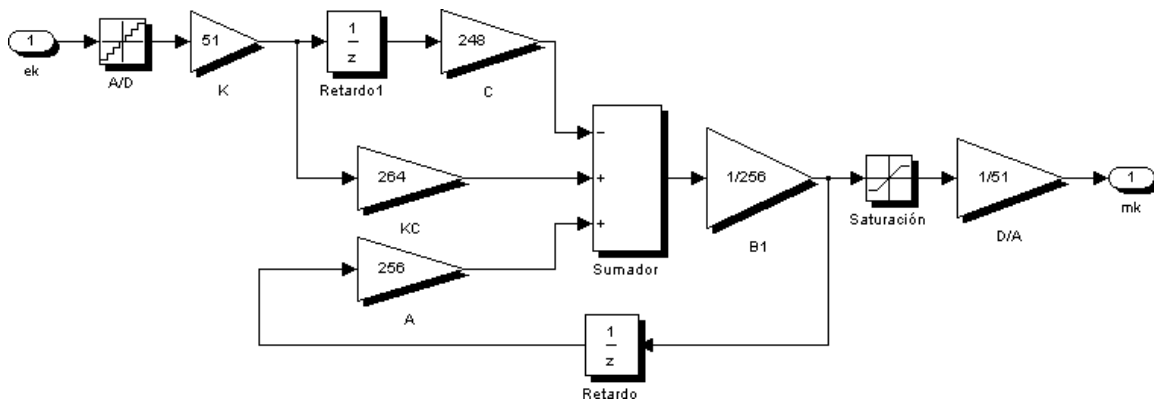 1
ek
A/D
51
K
1
z
Retardo1
248
C
264
KC
256
A
−
+
+
Sumador
1/256
B1
Saturación
1/51
D/A
1
mk
1
z
Retardo